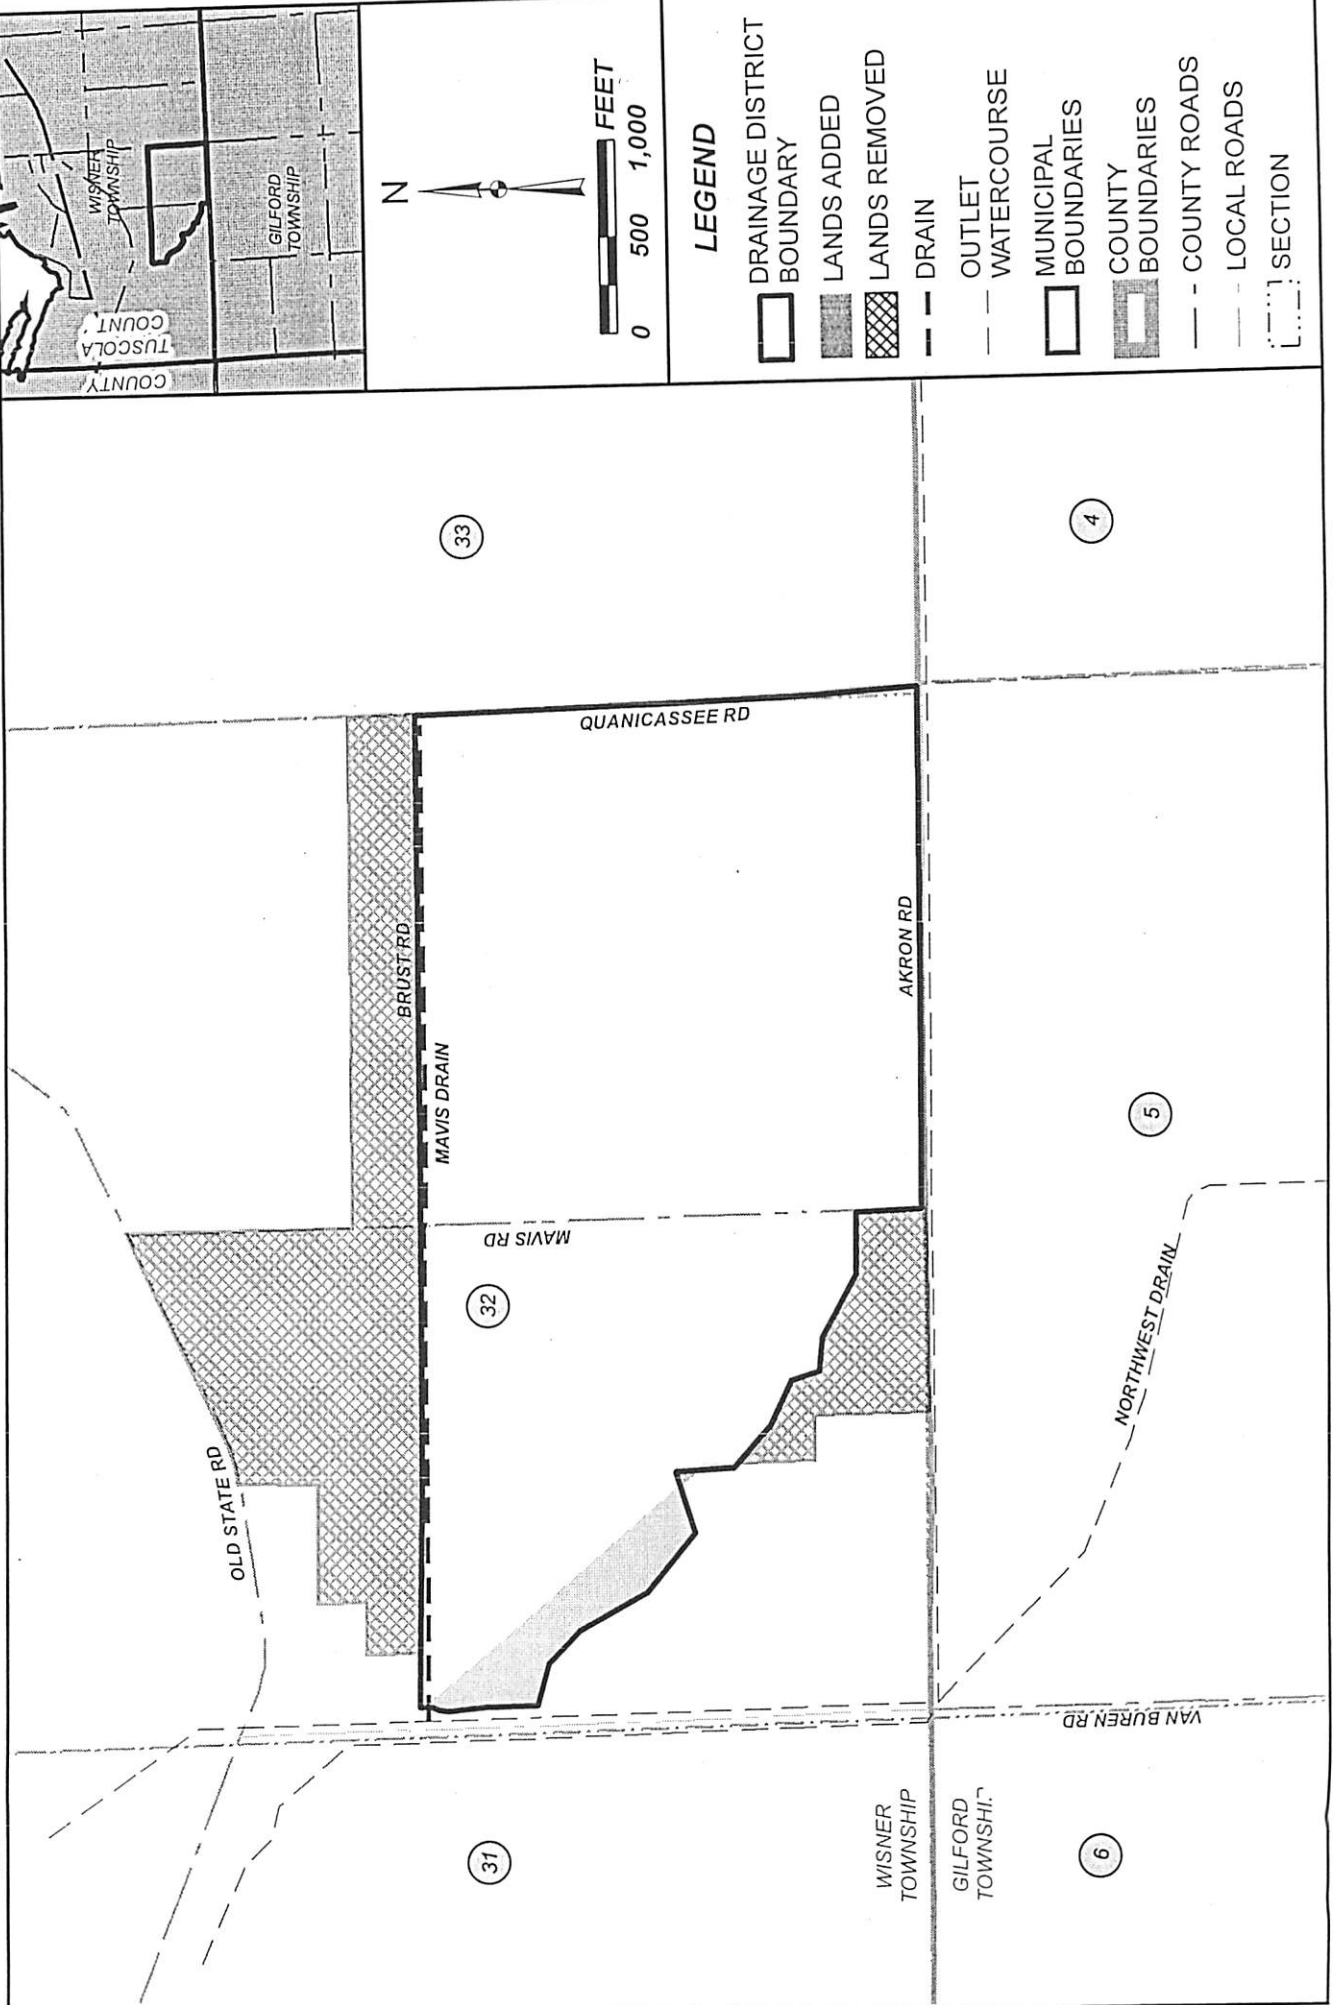 OLD STATE RD
BRUST RD
MAVIS DRAIN
QUANICASSEE RD
MAVIS RD
AKRON RD
NORTHWEST DRAIN
VAN BUREN RD
31
32
33
6
5
4
WISNER
TOWNSHIP
GILFORD
COUNTY
TUSCOLA
COUNT
WISNER
TOWNSHIP
GILFORD
TOWNSHIP
N
0 500 1,000
FEET
LEGEND
DRAINAGE DISTRICT
BOUNDARY
LANDS ADDED
LANDS REMOVED
DRAIN
OUTLET
WATERCOURSE
MUNICIPAL
BOUNDARIES
COUNTY
BOUNDARIES
COUNTY ROADS
LOCAL ROADS
SECTION